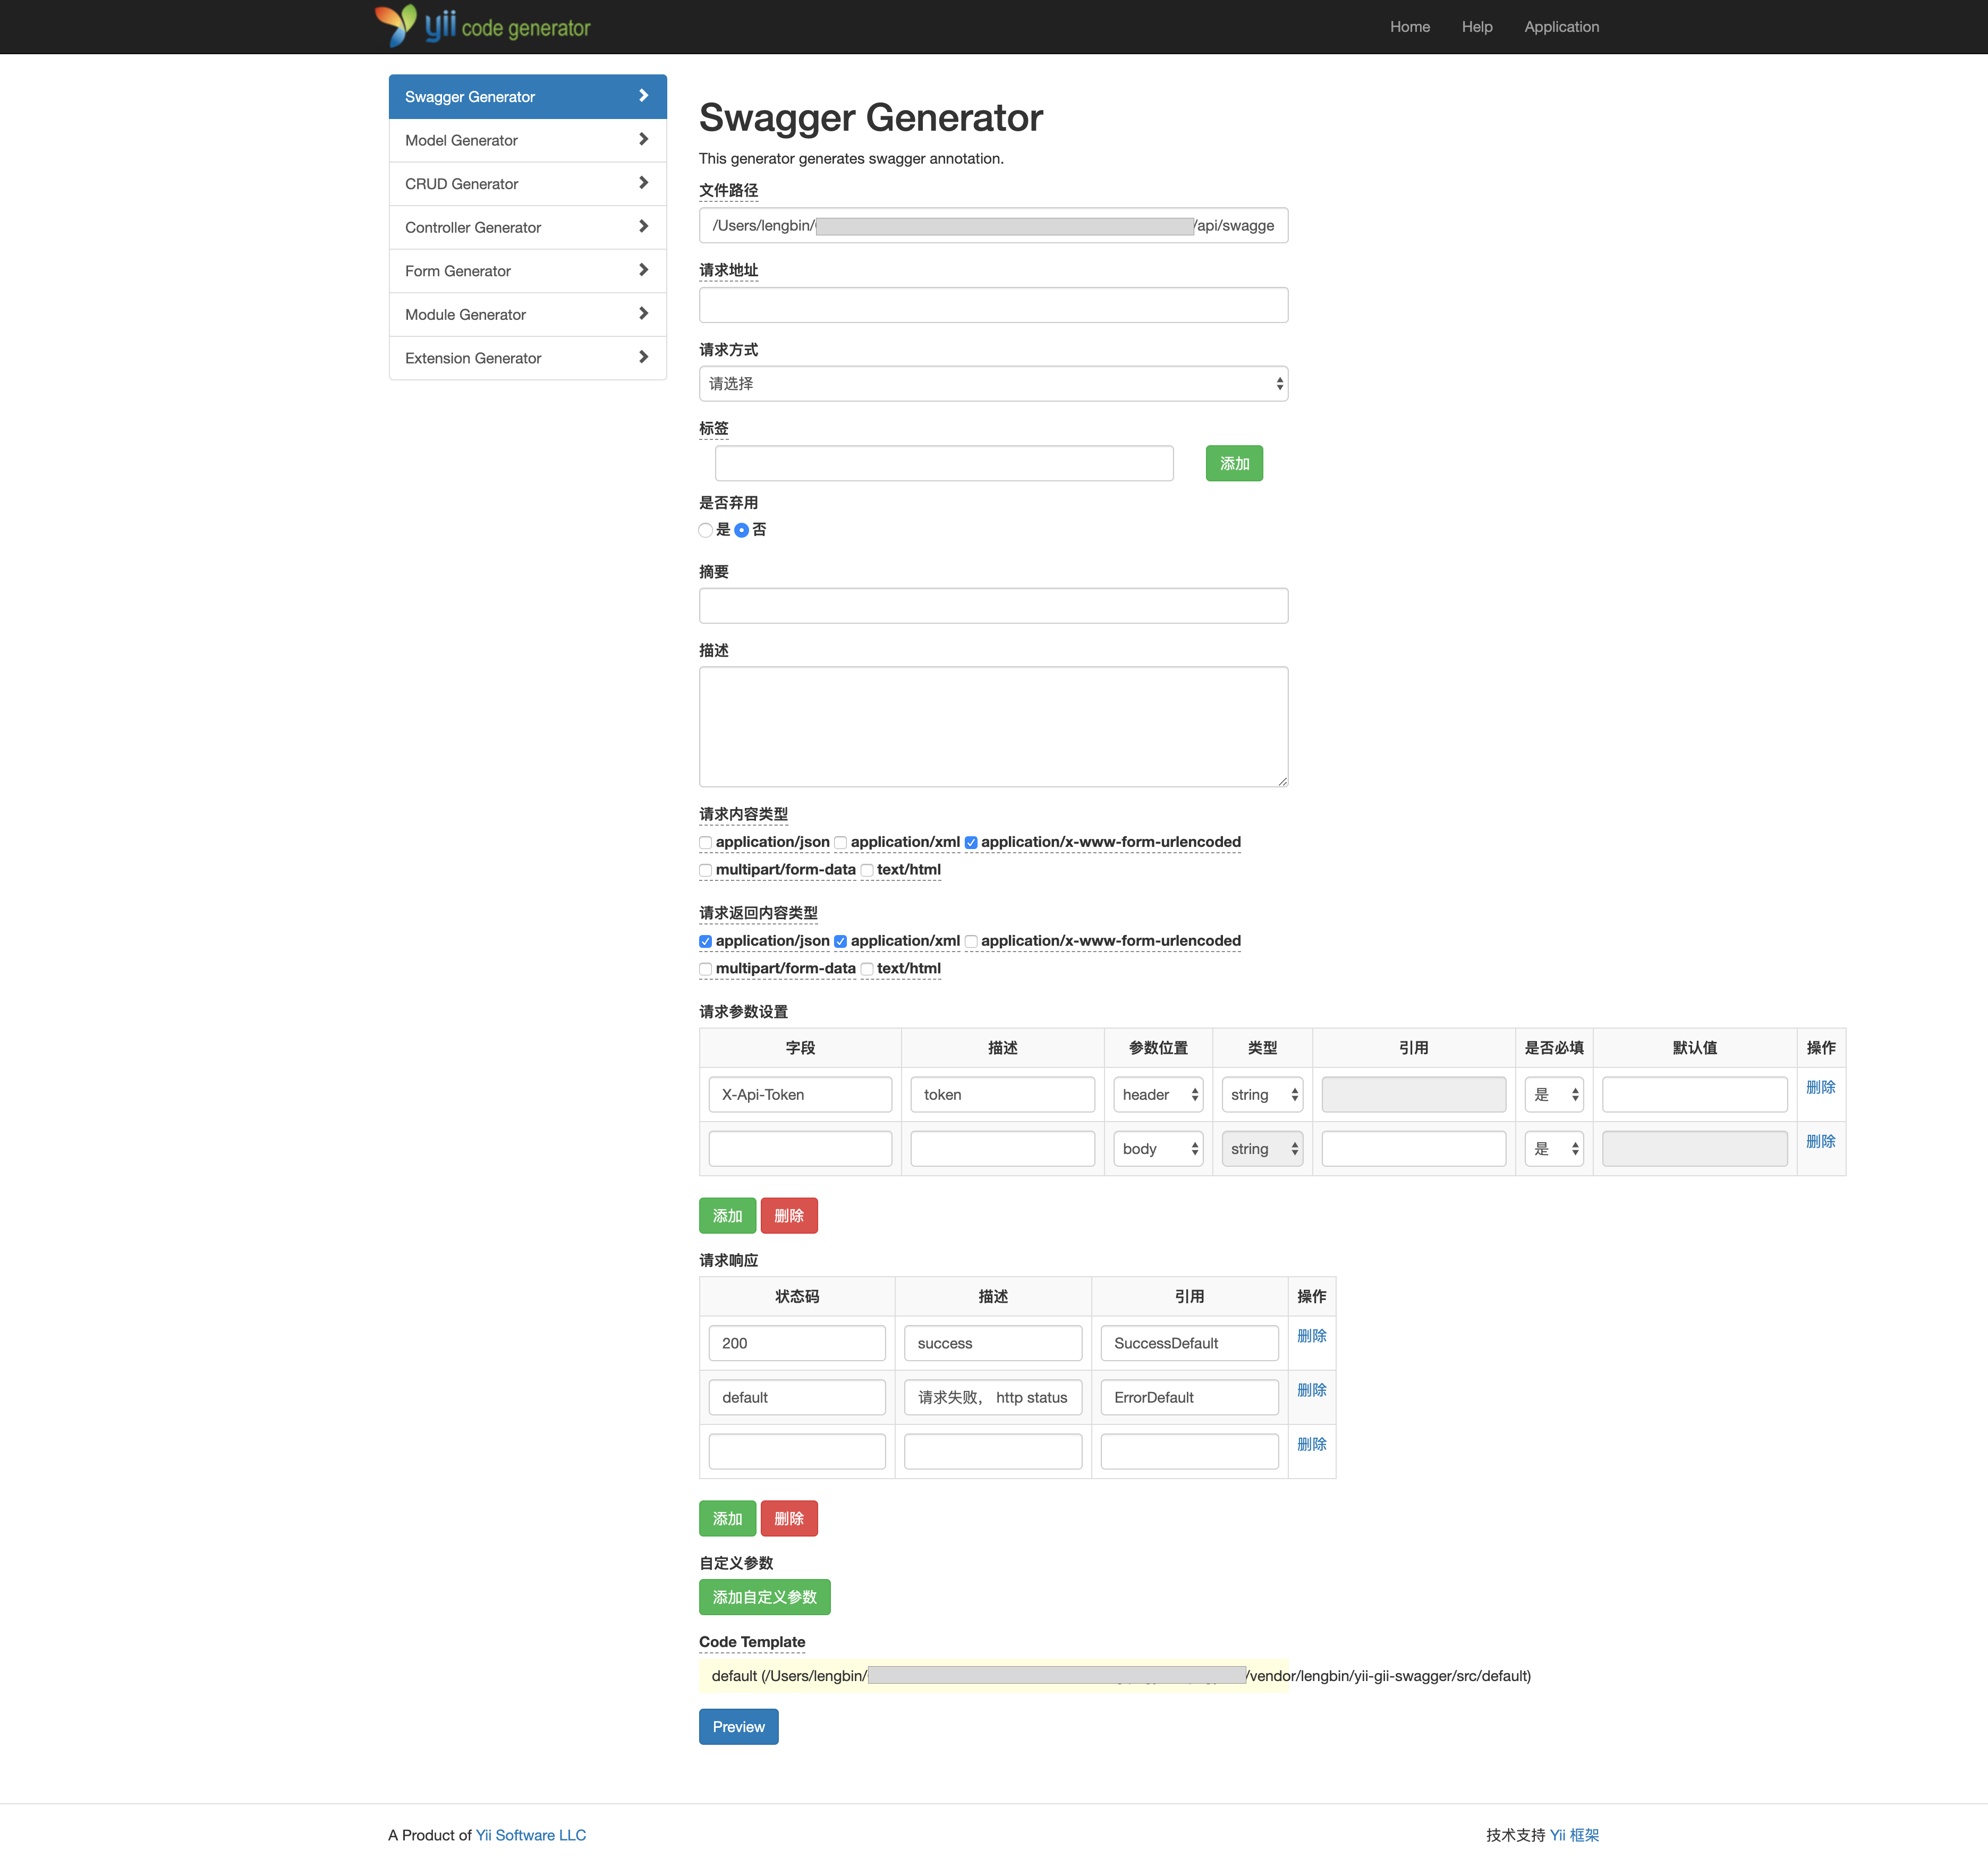 yii code generator
Home Help Application
Swagger Generator
Model Generator
CRUD Generator
Controller Generator
Form Generator
Module Generator
Extension Generator
Swagger Generator
This generator generates swagger annotation.
文件路径
/Users/lengbin/ /api/swagge
请求地址
请求方式
请选择
标签
添加
是否弃用
是 否
摘要
描述
请求内容类型
application/json application/xml application/x-www-form-urlencoded
multipart/form-data text/html
请求返回内容类型
application/json application/xml application/x-www-form-urlencoded
multipart/form-data text/html
请求参数设置
字段 描述 参数位置 类型 引用 是否必填 默认值 操作
X-Api-Token token header string 是 删除
body string 是 删除
添加 删除
请求响应
状态码 描述 引用 操作
200 success SuccessDefault 删除
default 请求失败， http status ErrorDefault 删除
删除
添加 删除
自定义参数
添加自定义参数
Code Template
default (/Users/lengbin/ /vendor/lengbin/yii-gii-swagger/src/default)
Preview
A Product of Yii Software LLC
技术支持 Yii 框架